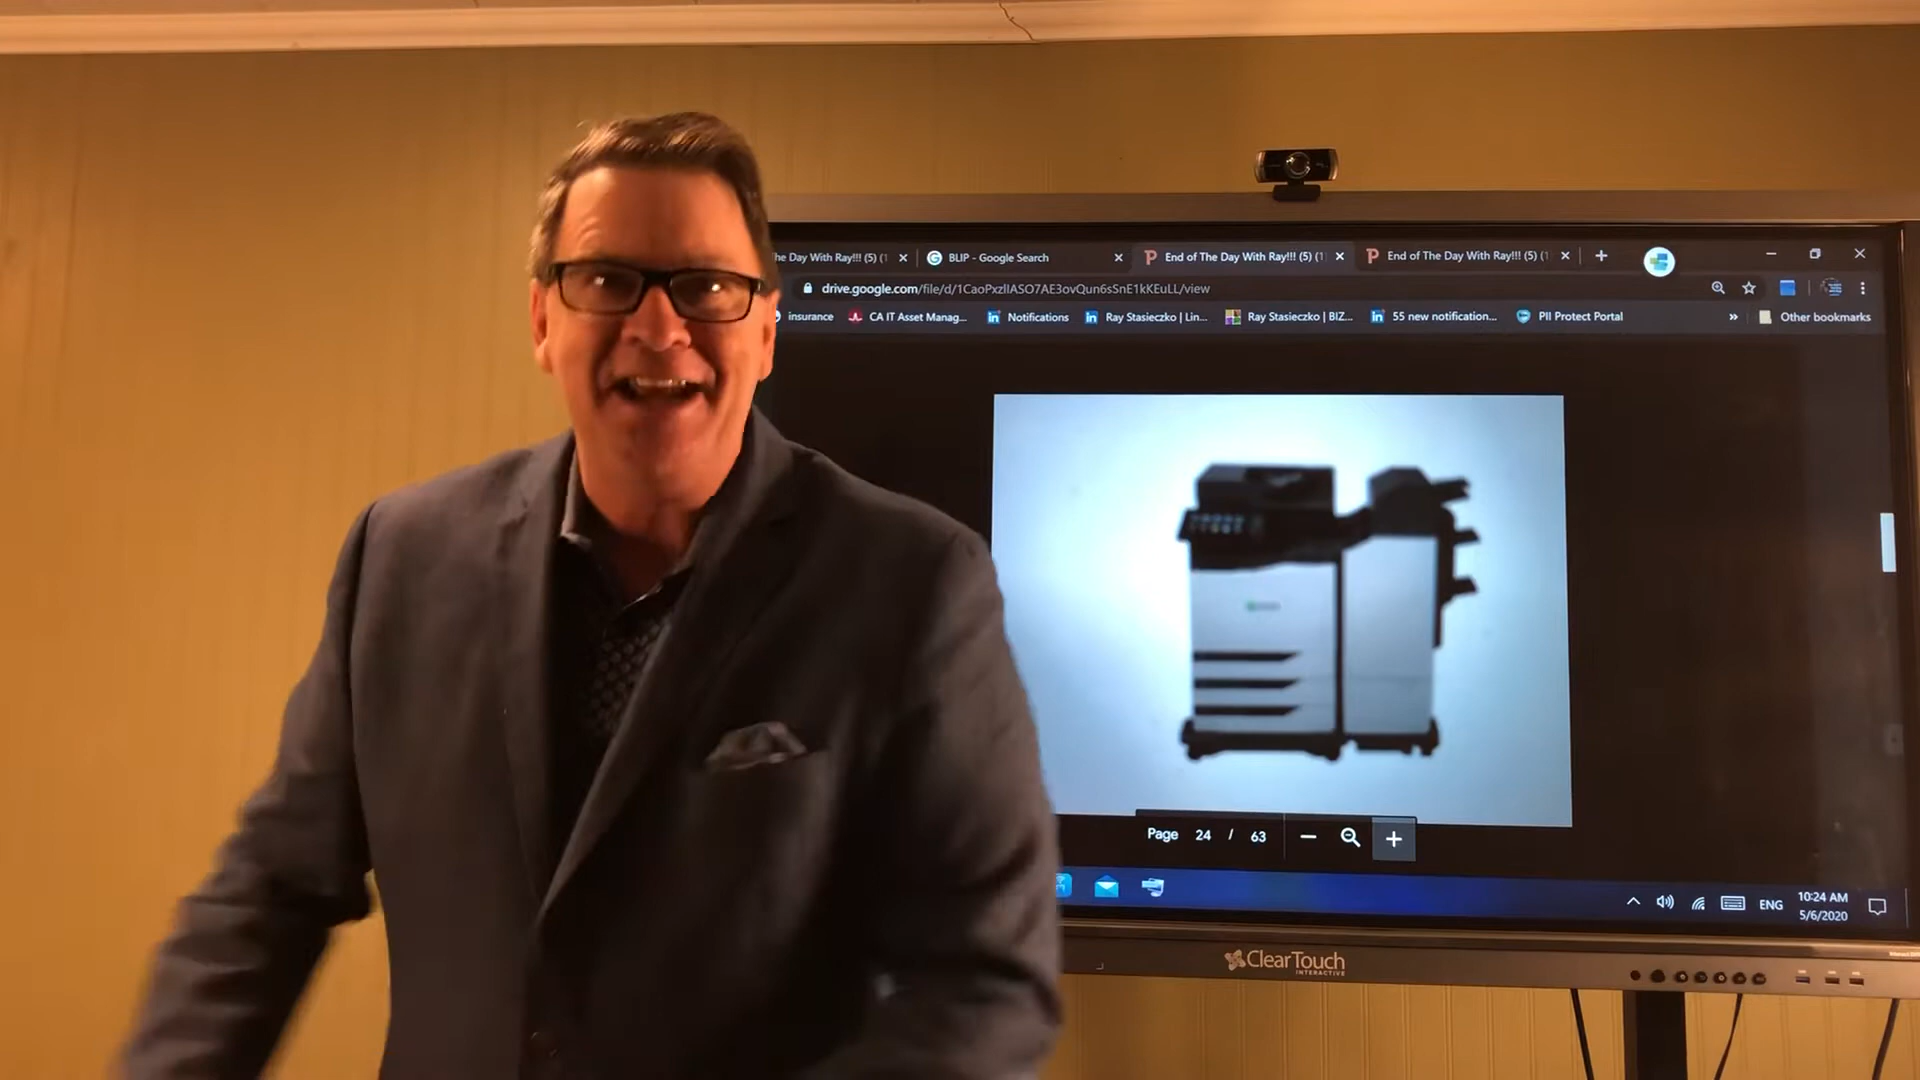 he Day With Ray!!! (5) (1
BLIP - Google Search
End of The Day With Ray!!! (5) (1
End of The Day With Ray!!! (5) (1
drive.google.com/file/d/1CaoPxzlIASO7AE3ovQun6sSnE1kKEuLL/view
insurance
CA IT Asset Manag...
Notifications
Ray Stasieczko | Lin...
Ray Stasieczko | BIZ...
55 new notification...
PII Protect Portal
Other bookmarks
Page 24 / 63
ENG
10:24 AM
5/6/2020
ClearTouch
INTERACTIVE